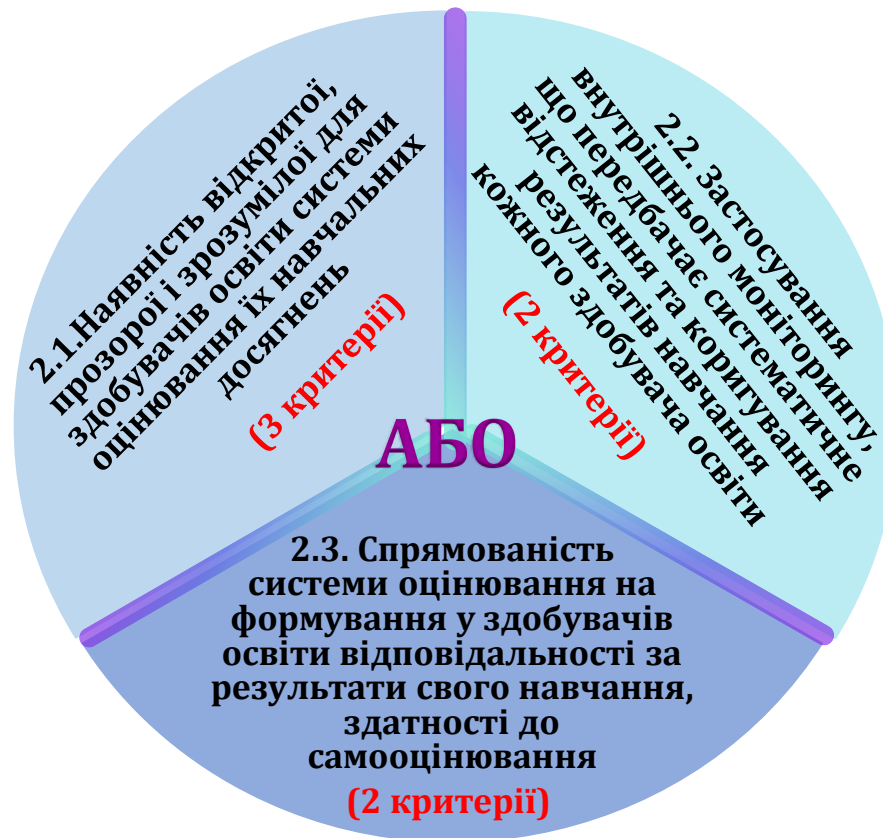 2.1.Наявність відкритої,
прозорої і зрозумілої для
здобувачів освіти системи
оцінювання їх навчальних
досягнень
(3 критерії)
2.2. Застосування
внутрішнього моніторингу,
що передбачає систематичне
відстеження та коригування
результатів навчання
кожного здобувача освіти
(2 критерії)
АБО
2.3. Спрямованість
системи оцінювання на
формування у здобувачів
освіти відповідальності за
результати свого навчання,
здатності до
самооцінювання
(2 критерії)